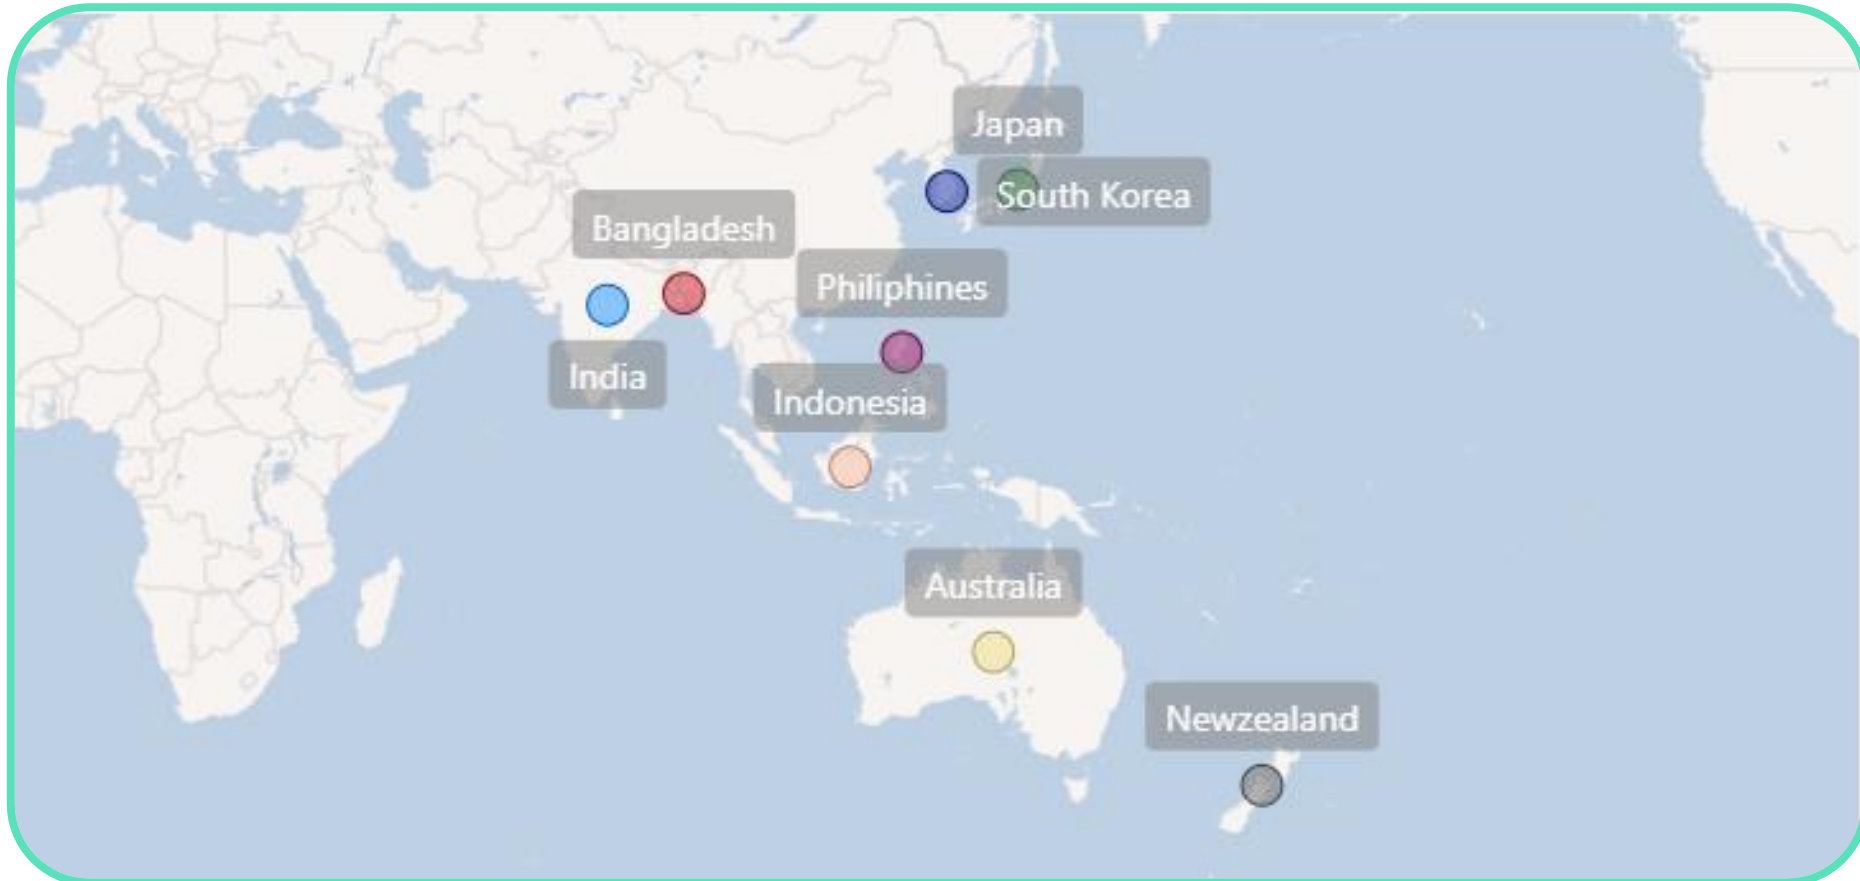 Japan
South Korea
Bangladesh
Philiphines
India
Indonesia
Australia
Newzealand